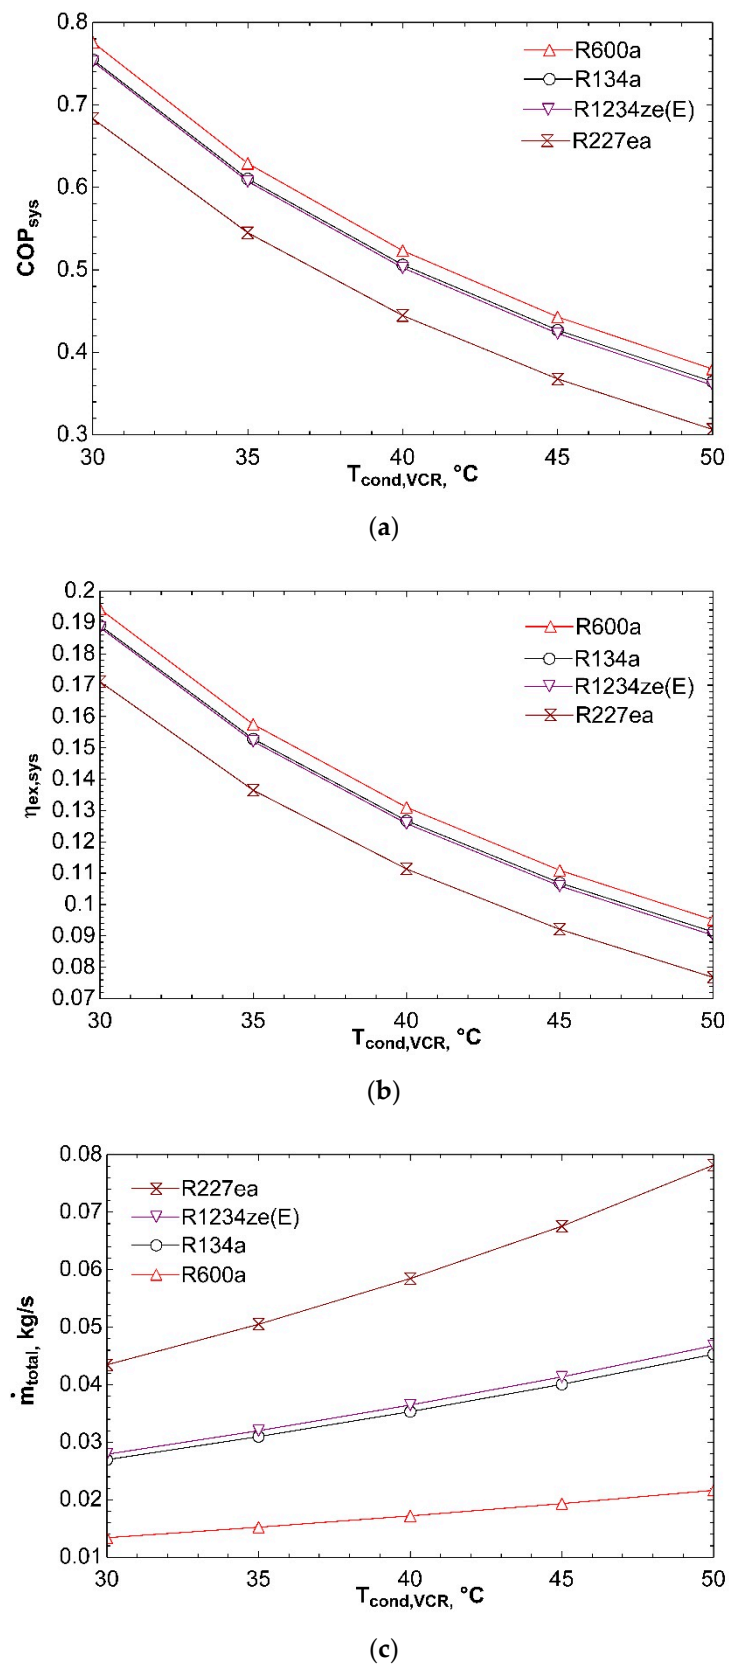 0.8
0.7
0.6
0.5
0.4
0.3
COPsys
R600a
R134a
R1234ze(E)
R227ea
30 35 40 45 50
Tcond,VCR, °C
(a)
0.2
0.19
0.18
0.17
0.16
0.15
0.14
0.13
0.12
0.11
0.1
0.09
0.08
0.07
ηex,sys
R600a
R134a
R1234ze(E)
R227ea
30 35 40 45 50
Tcond,VCR, °C
(b)
0.08
0.07
0.06
0.05
0.04
0.03
0.02
0.01
ṁtotal, kg/s
R227ea
R1234ze(E)
R134a
R600a
30 35 40 45 50
Tcond,VCR, °C
(c)